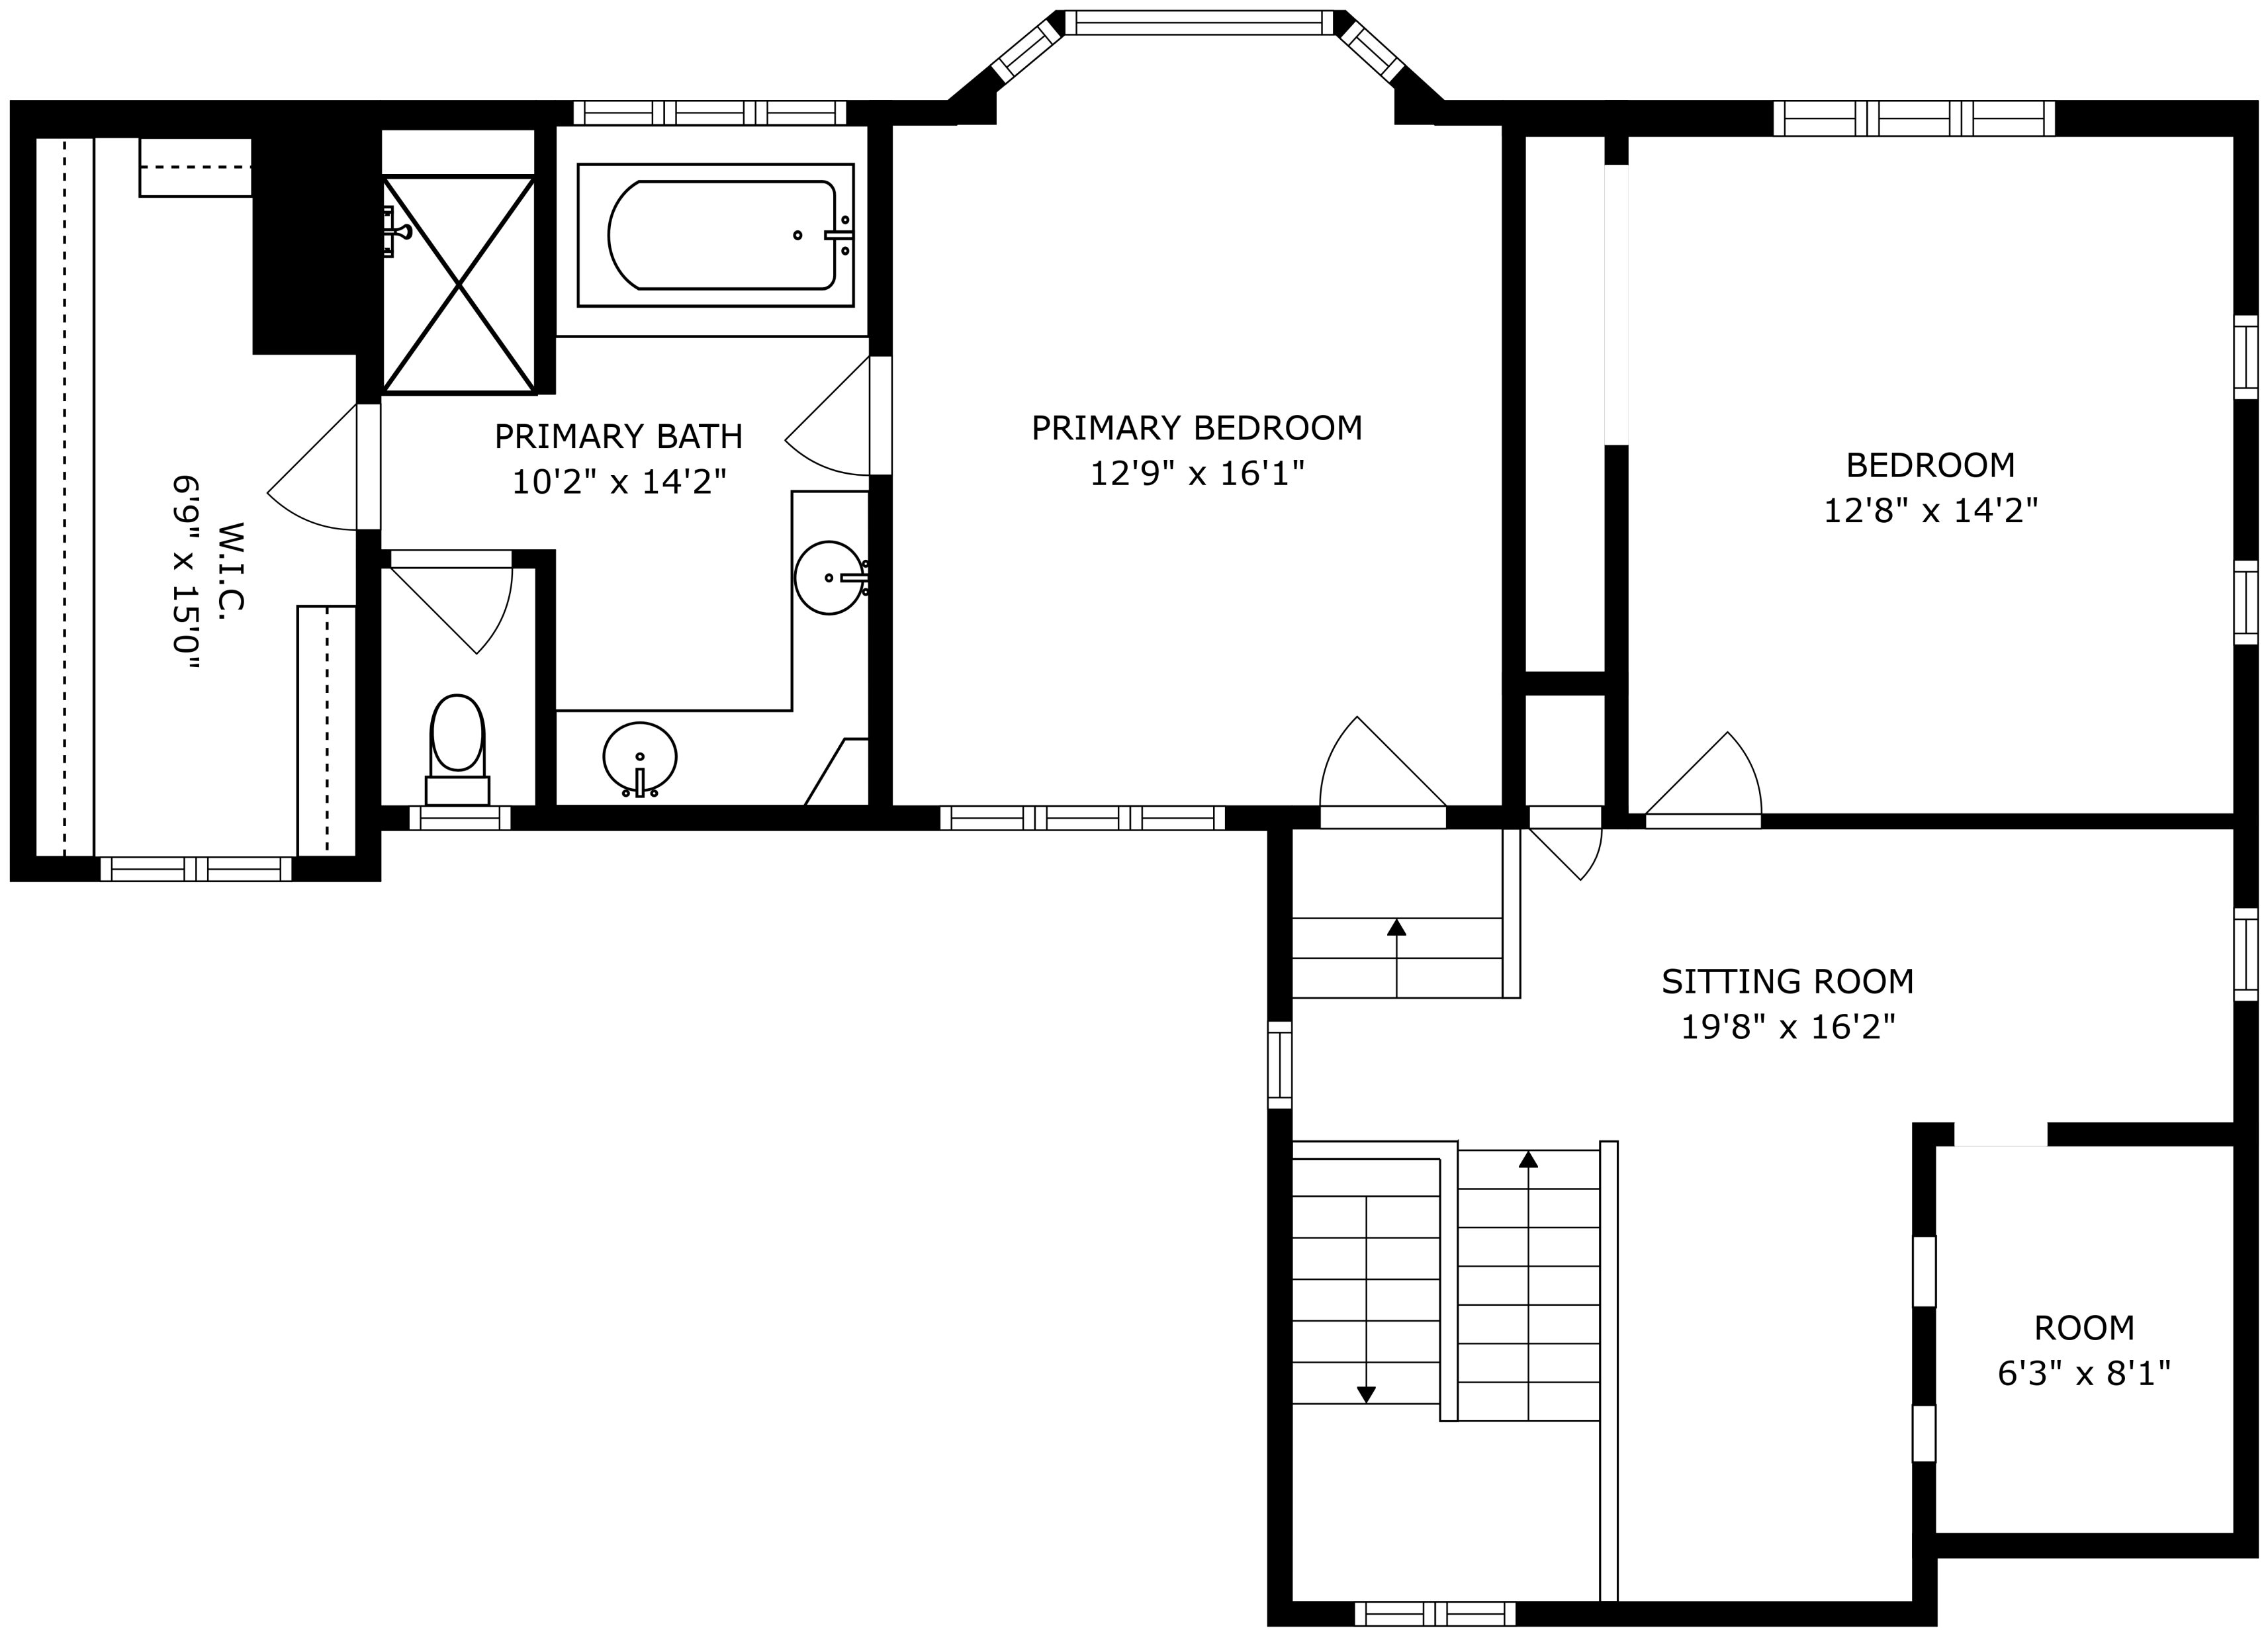 PRIMARY BATH
10'2" x 14'2"
PRIMARY BEDROOM
12'9" x 16'1"
BEDROOM
12'8" x 14'2"
W.I.C.
6'9" x 15'0"
SITTING ROOM
19'8" x 16'2"
ROOM
6'3" x 8'1"